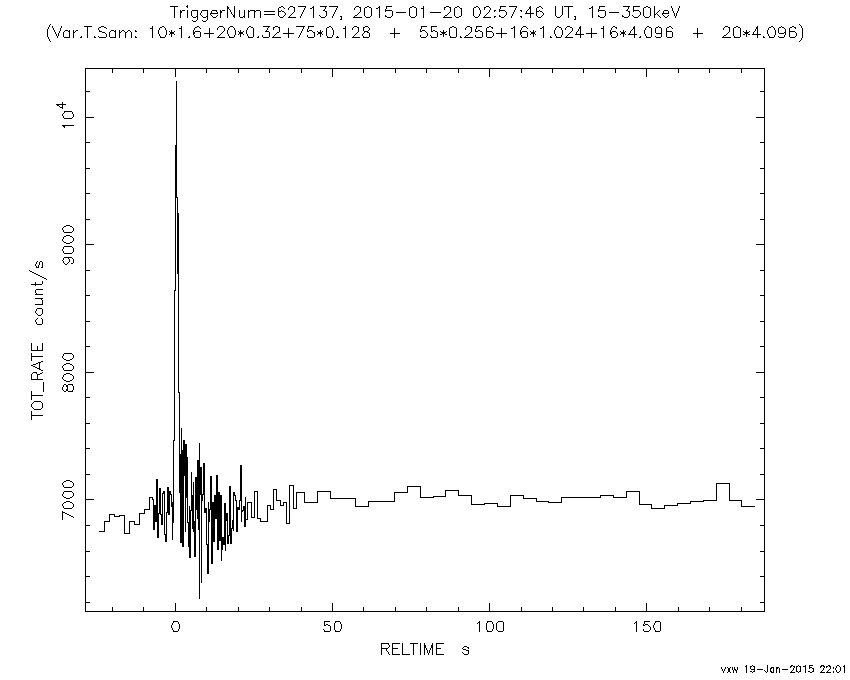 TriggerNum=627137, 2015-01-20 02:57:46 UT, 15-350keV
(Var.T.Sam: 10*1.6+20*0.32+75*0.128 + 55*0.256+16*1.024+16*4.096 + 20*4.096)
10⁴
9000
8000
7000
TOT_RATE count/s
0 50 100 150
RELTIME s
vxw 19-Jan-2015 22:01